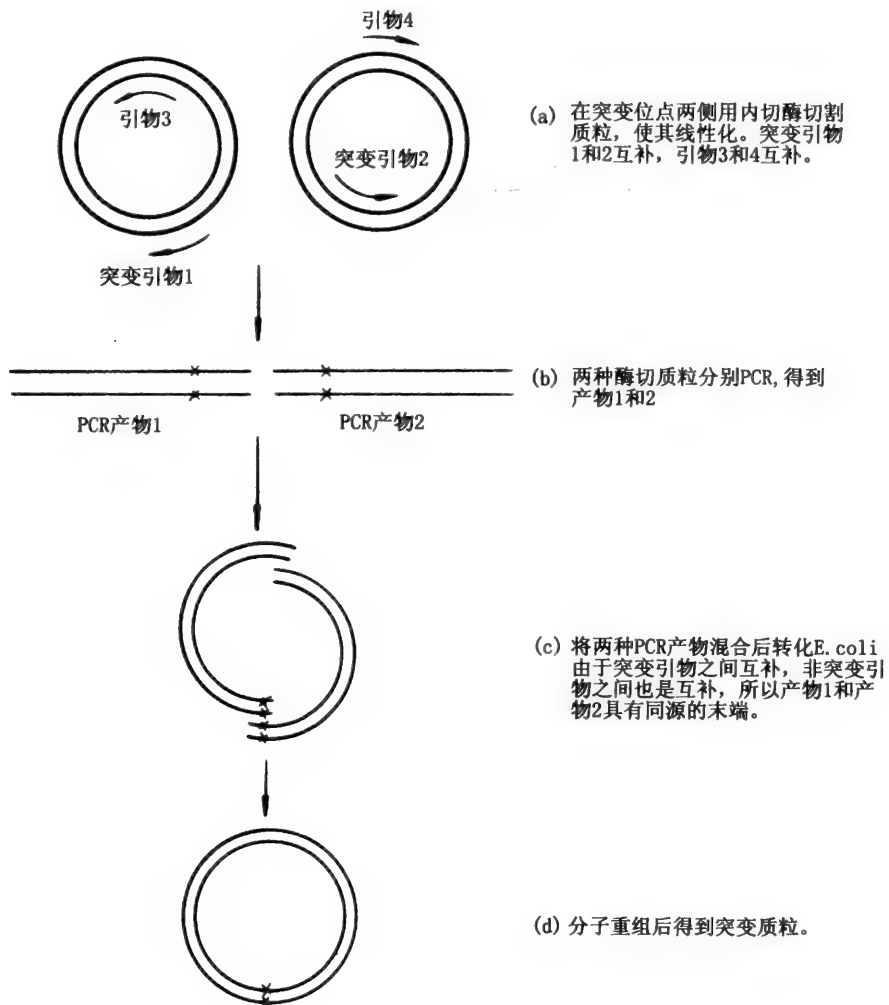 引物4
引物3
突变引物2
突变引物1
(a) 在突变位点两侧用内切酶切割
质粒，使其线性化。突变引物
1和2互补，引物3和4互补。
(b) 两种酶切质粒分别PCR,得到
产物1和2
PCR产物1
PCR产物2
(c) 将两种PCR产物混合后转化E.coli
由于突变引物之间互补，非突变引
物之间也是互补，所以产物1和产
物2具有同源的末端。
(d) 分子重组后得到突变质粒。